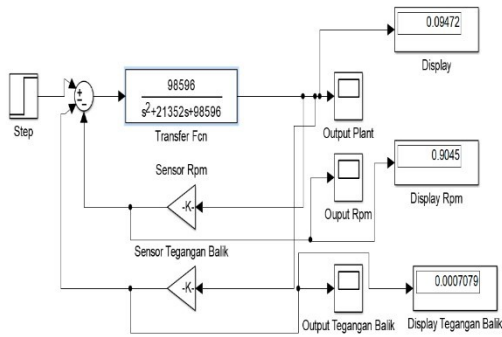 0.09472
Display
98596
s²+21352s+98596
Transfer Fcn
Step
Output Plant
Sensor Rpm
-K-
0.9045
Ouput Rpm
Display Rpm
Sensor Tegangan Balik
-K-
0.0007079
Output Tegangan Balik
Display Tegangan Balik